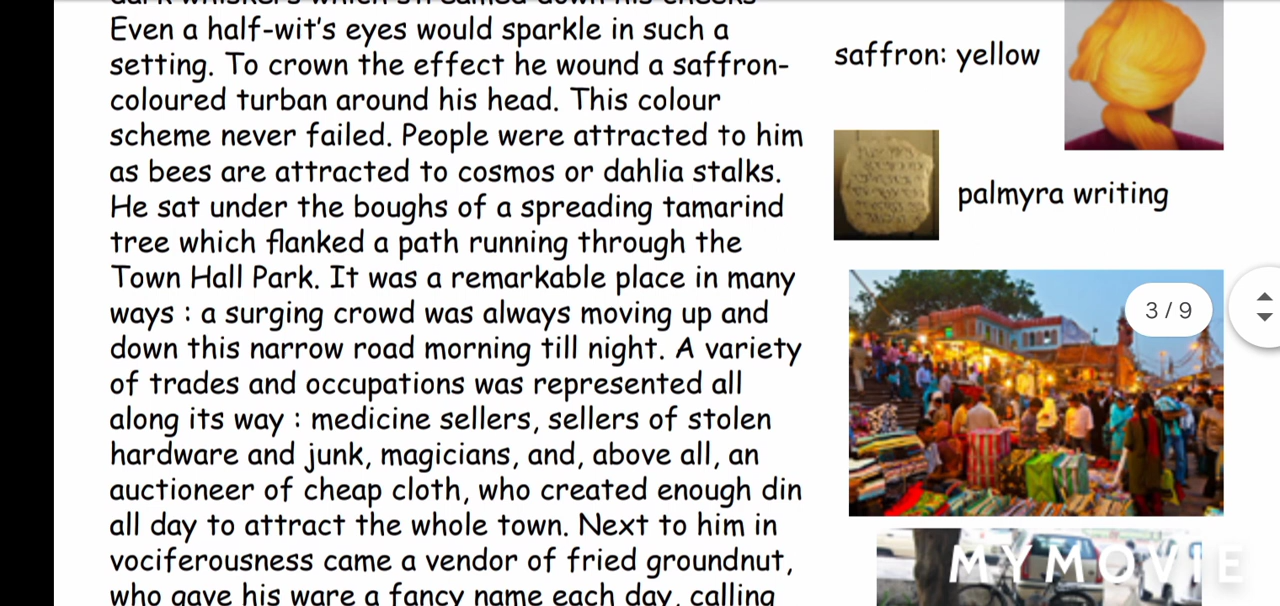 Even a half-wit's eyes would sparkle in such a
setting. To crown the effect he wound a saffron-
coloured turban around his head. This colour
scheme never failed. People were attracted to him
as bees are attracted to cosmos or dahlia stalks.
He sat under the boughs of a spreading tamarind
tree which flanked a path running through the
Town Hall Park. It was a remarkable place in many
ways : a surging crowd was always moving up and
down this narrow road morning till night. A variety
of trades and occupations was represented all
along its way : medicine sellers, sellers of stolen
hardware and junk, magicians, and, above all, an
auctioneer of cheap cloth, who created enough din
all day to attract the whole town. Next to him in
vociferousness came a vendor of fried groundnut,
who gave his ware a fancy name each day, calling
saffron: yellow
palmyra writing
3 / 9
MYMOVIE